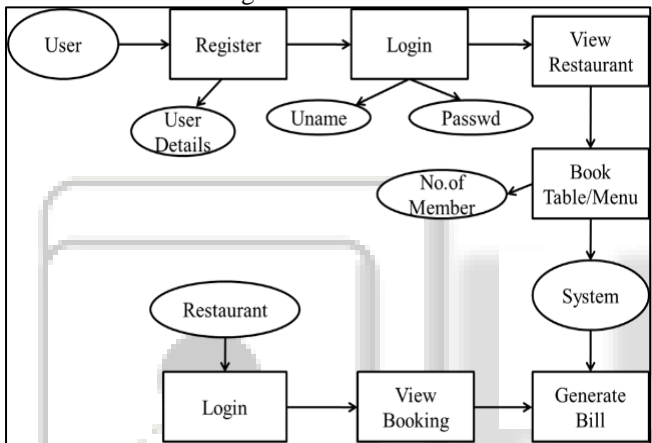 User
Register
Login
View
Restaurant
User
Details
Uname
Passwd
No.of
Member
Book
Table/Menu
Restaurant
System
Login
View
Booking
Generate
Bill